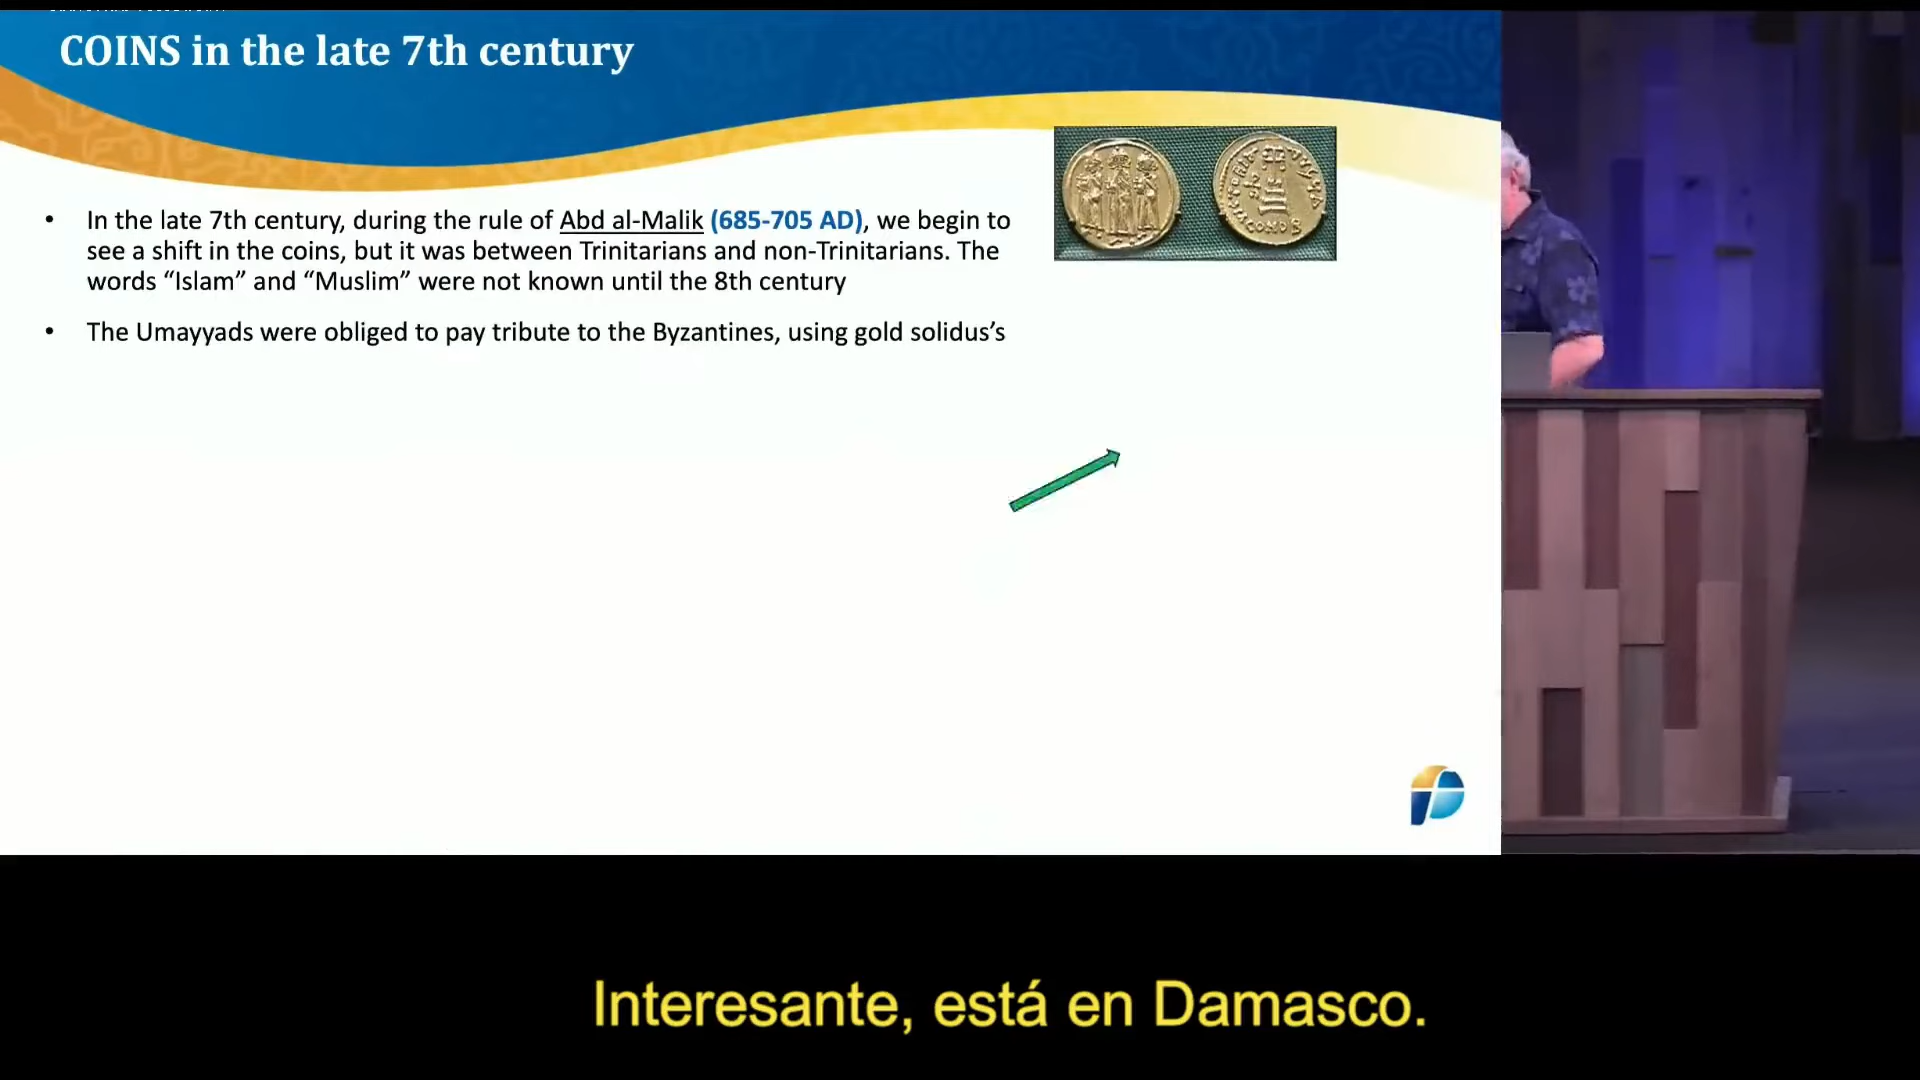 COINS in the late 7th century
• In the late 7th century, during the rule of Abd al-Malik (685-705 AD), we begin to
see a shift in the coins, but it was between Trinitarians and non-Trinitarians. The
words “Islam” and “Muslim” were not known until the 8th century
• The Umayyads were obliged to pay tribute to the Byzantines, using gold solidus’s
CONOB
Interesante, está en Damasco.